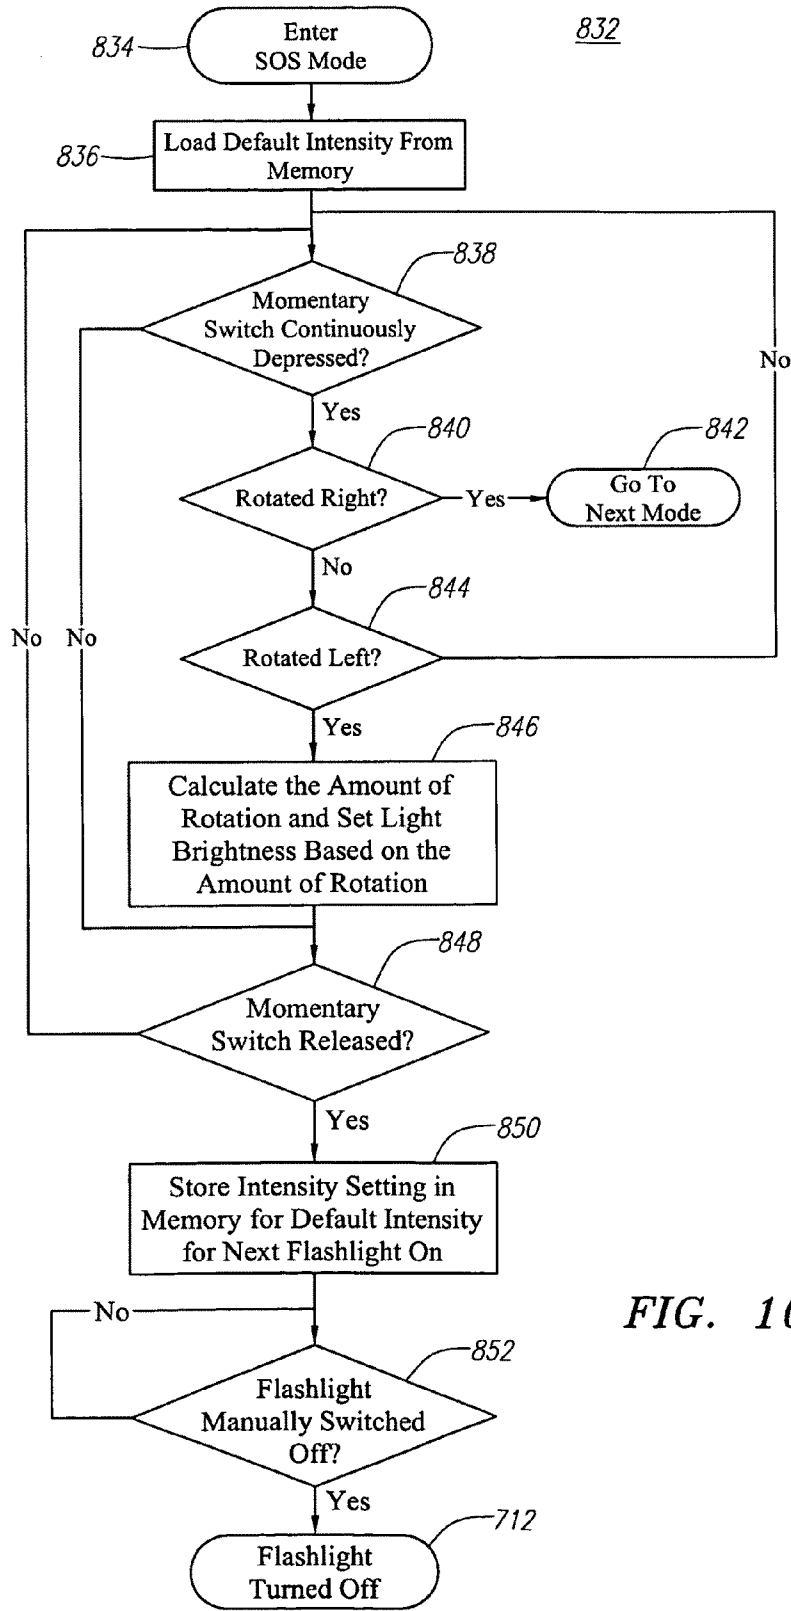 Enter
SOS Mode
834
832
Load Default Intensity From
Memory
836
838
Momentary
Switch Continuously
Depressed?
No
Yes
840
842
Rotated Right?
Yes
Go To
Next Mode
No
844
No
No
Rotated Left?
Yes
846
Calculate the Amount of
Rotation and Set Light
Brightness Based on the
Amount of Rotation
848
Momentary
Switch Released?
Yes
850
Store Intensity Setting in
Memory for Default Intensity
for Next Flashlight On
No
FIG.
852
Flashlight
Manually Switched
Off?
Yes
712
Flashlight
Turned Off